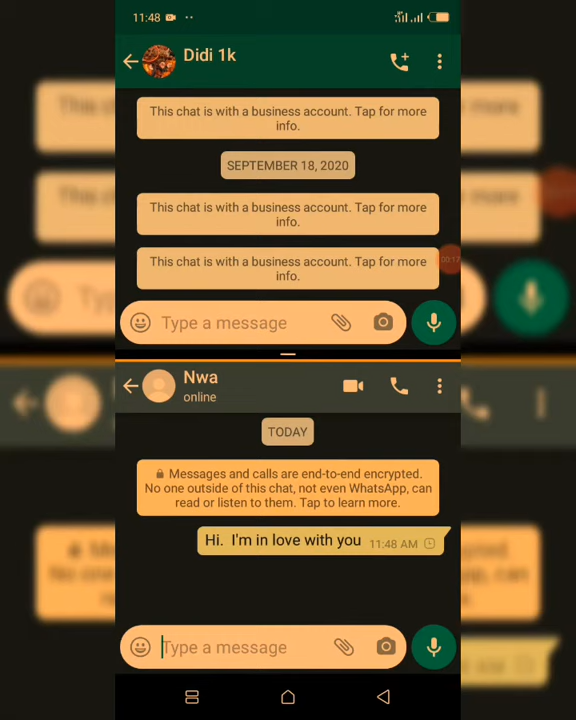 11:48
Didi 1k
This chat is with a business account. Tap for more
info.
SEPTEMBER 18, 2020
This chat is with a business account. Tap for more
info.
00:17
This chat is with a business account. Tap for more
info.
Type a message
Nwa
online
TODAY
Messages and calls are end-to-end encrypted.
No one outside of this chat, not even WhatsApp, can
read or listen to them. Tap to learn more.
Hi.  I'm in love with you 11:48 AM
Type a message